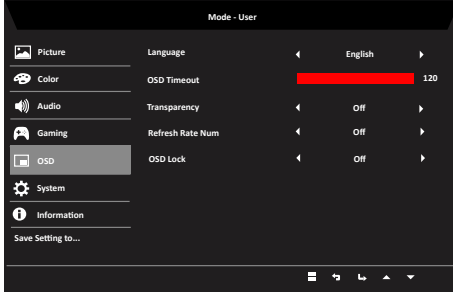 Mode - User
Picture
Language English
Color
OSD Timeout 120
Audio
Transparency Off
Gaming
Refresh Rate Num Off
OSD
OSD Lock Off
System
Information
Save Setting to...